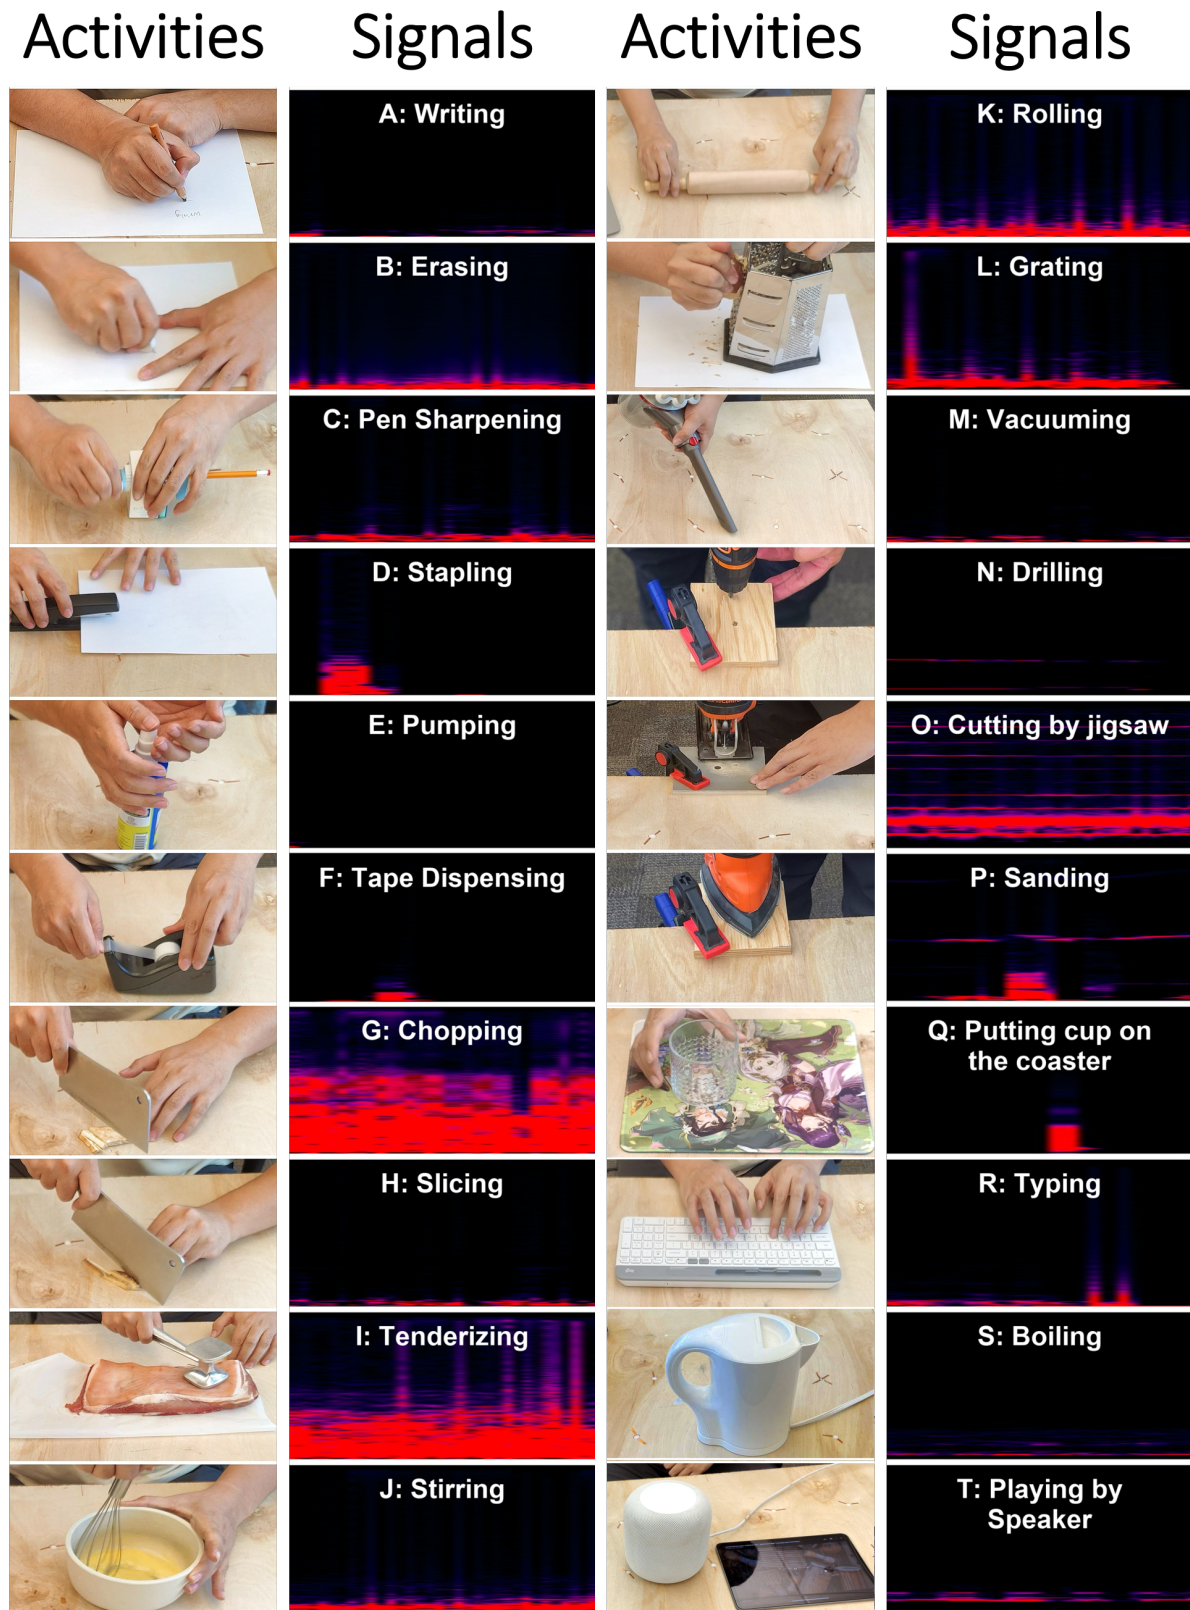 Activities Signals Activities Signals
A: Writing
B: Erasing
C: Pen Sharpening
D: Stapling
E: Pumping
F: Tape Dispensing
G: Chopping
H: Slicing
I: Tenderizing
J: Stirring
K: Rolling
L: Grating
M: Vacuuming
N: Drilling
O: Cutting by jigsaw
P: Sanding
Q: Putting cup on
the coaster
R: Typing
S: Boiling
T: Playing by
Speaker